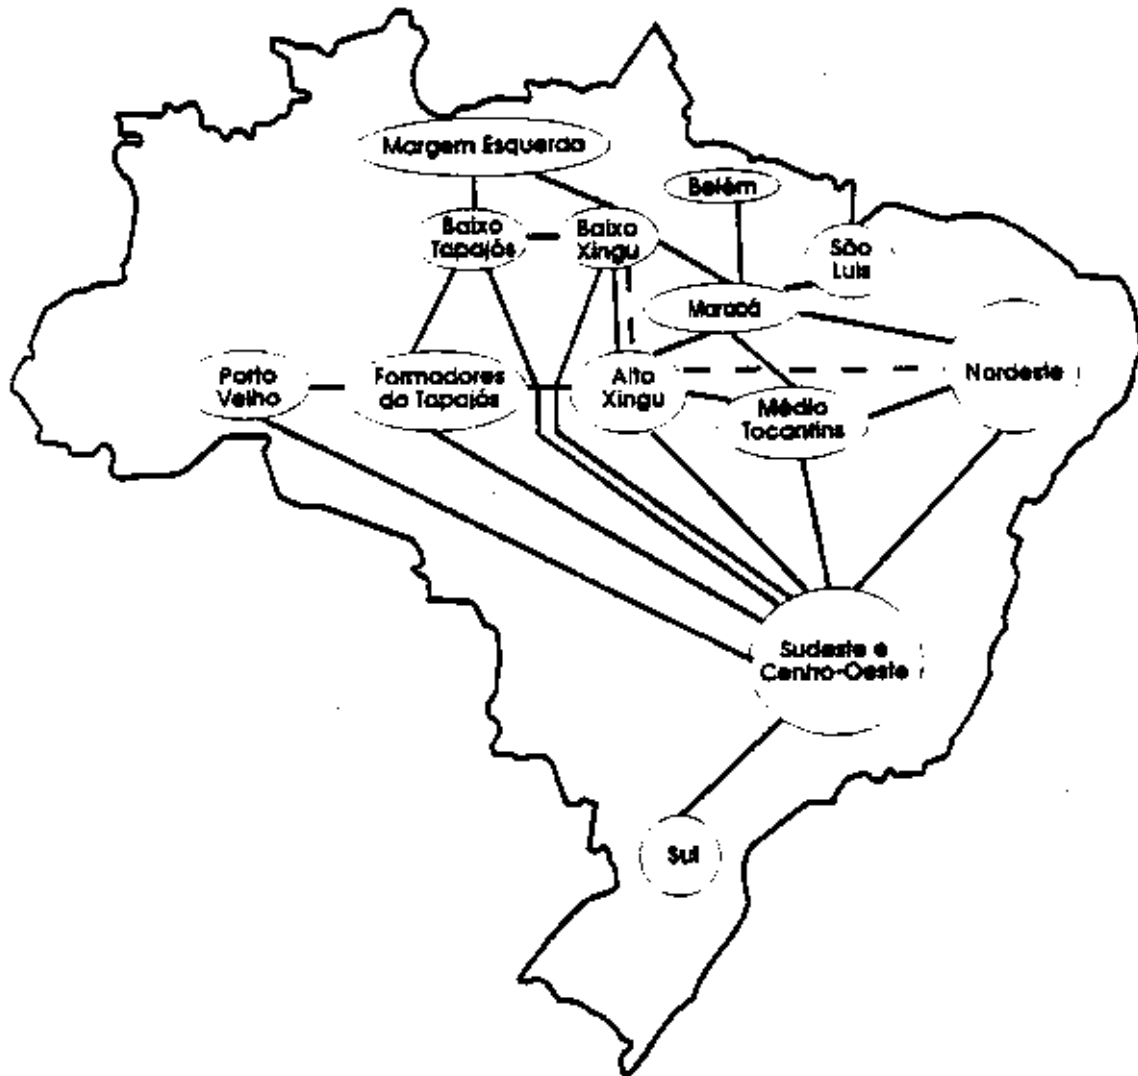 Margem Esquerda
Belém
Baixo
Tapajós
Baixo
Xingu
São
Luis
Marabá
Porto
Velho
Formadores
do Tapajós
Alto
Xingu
Nordeste
Médio
Tocantins
Sudeste e
Centro-Oeste
Sul